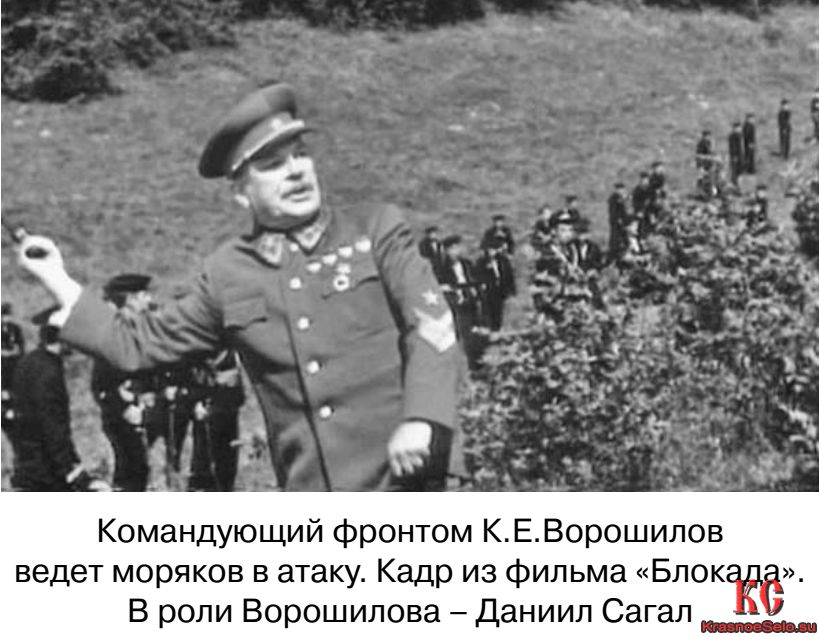 Командующий фронтом К.Е.Ворошилов
ведет моряков в атаку. Кадр из фильма «Блокада».
В роли Ворошилова – Даниил Сагал
КС
KrasnoeSelo.su